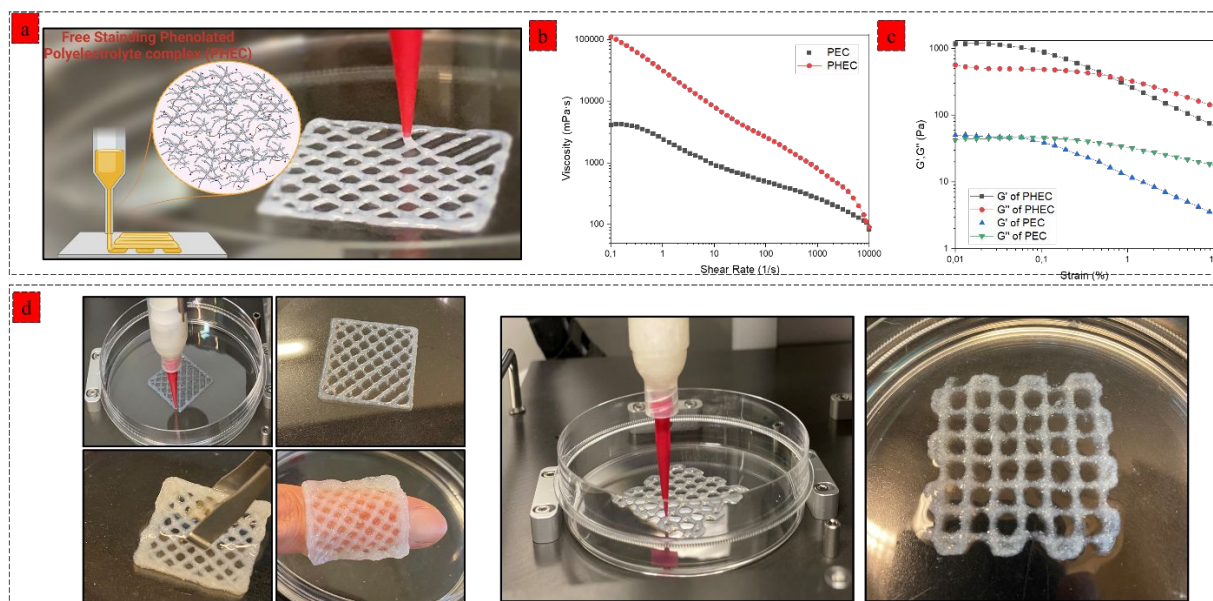 a
Free Stainding Phenolated
Polyelectrolyte complex (PHEC)
b
100000
10000
1000
100
Viscosity (mPa·s)
0,1
1
10
100
1000
10000
Shear Rate (1/s)
PEC
PHEC
c
1000
100
10
1
G',G'' (Pa)
0,01
0,1
1
Strain (%)
G' of PHEC
G'' of PHEC
G' of PEC
G'' of PEC
d